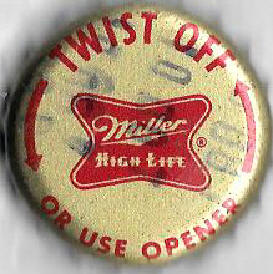 TWIST OFF
Miller
®
HIGH LIFE
OR USE OPENER